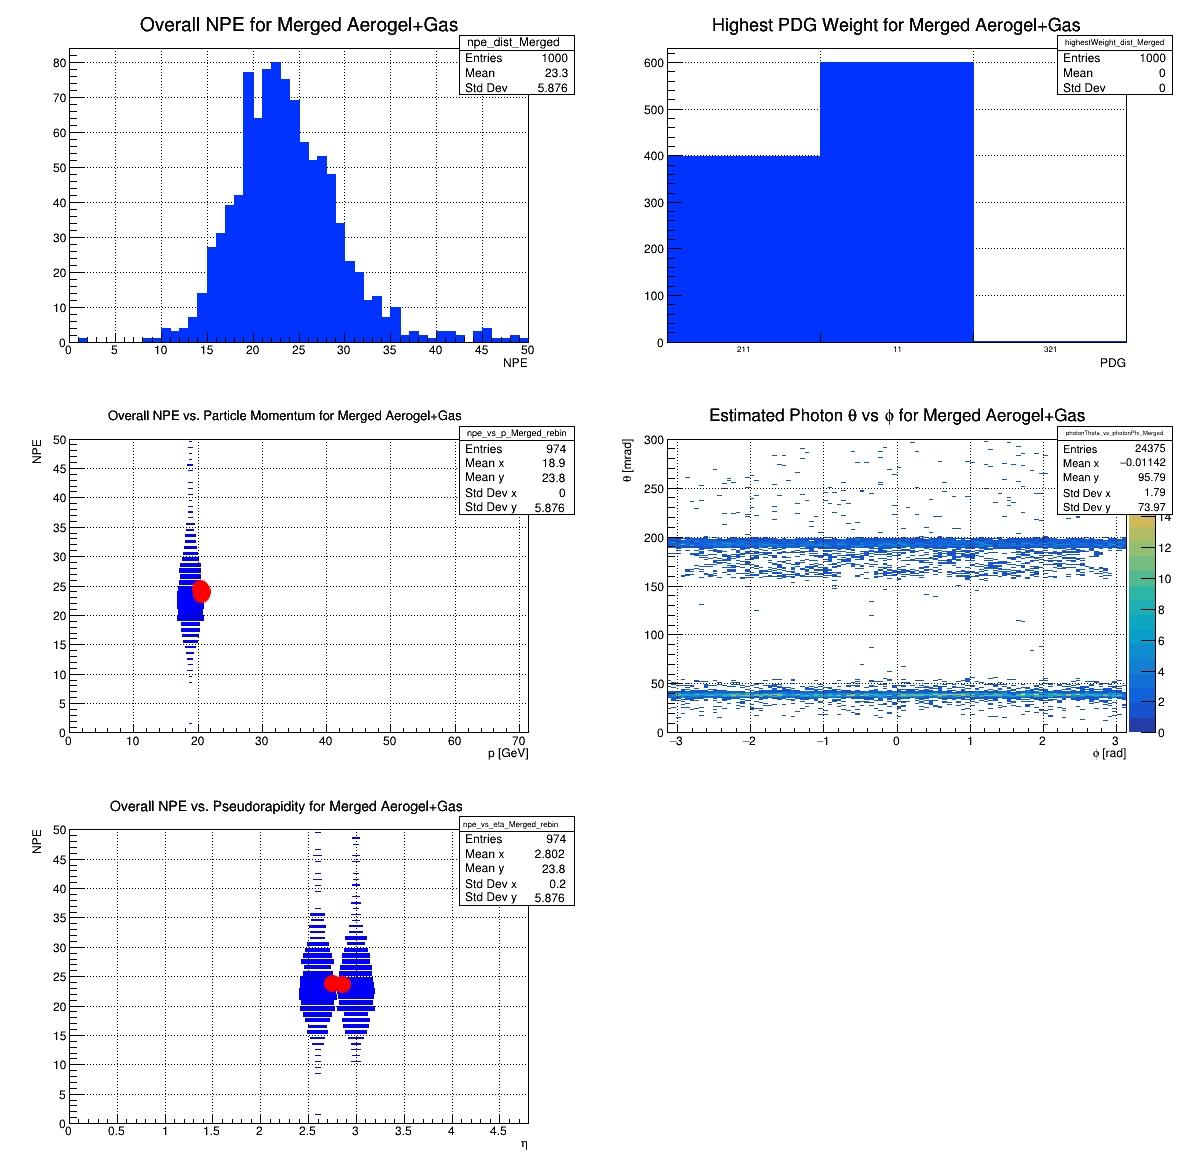 Overall NPE for Merged Aerogel+Gas
npe_dist_Merged
Entries 1000
Mean 23.3
Std Dev 5.876
80
70
60
50
40
30
20
10
0
0 5 10 15 20 25 30 35 40 45 50
NPE
Highest PDG Weight for Merged Aerogel+Gas
highestWeight_dist_Merged
Entries 1000
Mean 0
Std Dev 0
600
500
400
300
200
100
0
211 11 321
PDG
Overall NPE vs. Particle Momentum for Merged Aerogel+Gas
npe_vs_p_Merged_rebin
Entries 974
Mean x 18.9
Mean y 23.8
Std Dev x 0
Std Dev y 5.876
NPE
50
45
40
35
30
25
20
15
10
5
0
0 10 20 30 40 50 60 70
p [GeV]
Estimated Photon θ vs ϕ for Merged Aerogel+Gas
photonTheta_vs_photonPhi_Merged
Entries 24375
Mean x −0.01142
Mean y 95.79
Std Dev x 1.79
Std Dev y 73.97
θ [mrad]
300
250
200
150
100
50
0
−3 −2 −1 0 1 2 3
ϕ [rad]
14
12
10
8
6
4
2
0
Overall NPE vs. Pseudorapidity for Merged Aerogel+Gas
npe_vs_eta_Merged_rebin
Entries 974
Mean x 2.802
Mean y 23.8
Std Dev x 0.2
Std Dev y 5.876
NPE
50
45
40
35
30
25
20
15
10
5
0
0 0.5 1 1.5 2 2.5 3 3.5 4 4.5
η